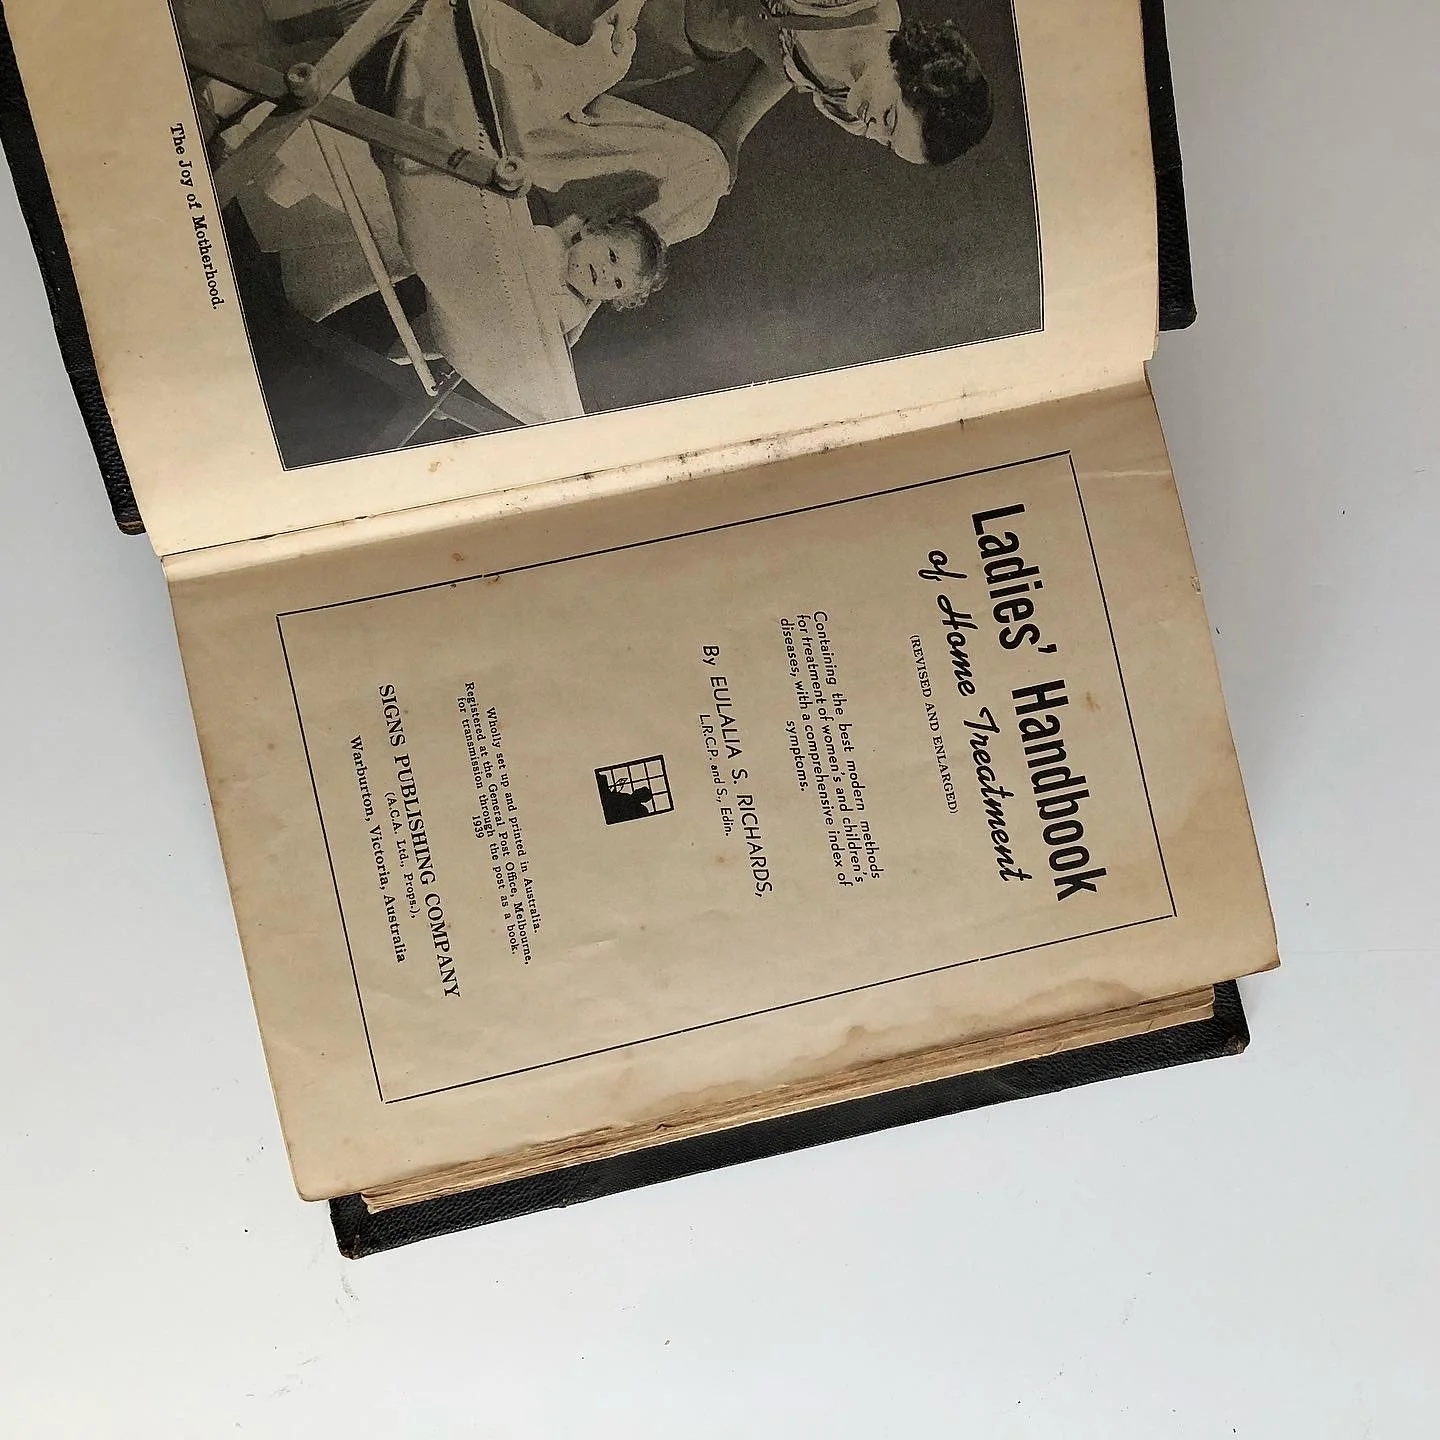 The Joy of Motherhood.
Ladies' Handbook
of Home Treatment
(REVISED AND ENLARGED)
Containing the best modern methods
for treatment of women's and children's
diseases, with a comprehensive index of
symptoms.
By EULALIA S. RICHARDS,
L.R.C.P. and S., Edin.
Wholly set up and printed in Australia.
Registered at the General Post Office, Melbourne,
for transmission through the post as a book.
1939
SIGNS PUBLISHING COMPANY
(A.C.A. Ltd., Props.),
Warburton, Victoria, Australia